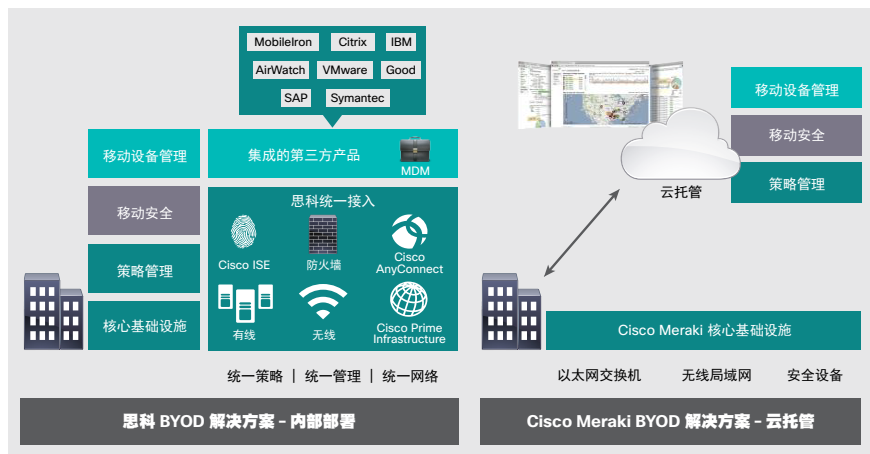 MobileIron Citrix IBM
AirWatch VMware Good
SAP Symantec
移动设备管理
集成的第三方产品
MDM
移动安全
策略管理
核心基础设施
思科统一接入
Cisco ISE
防火墙
Cisco
AnyConnect
有线
无线
Cisco Prime
Infrastructure
统一策略 | 统一管理 | 统一网络
思科 BYOD 解决方案 – 内部部署
移动设备管理
移动安全
策略管理
云托管
Cisco Meraki 核心基础设施
以太网交换机 无线局域网 安全设备
Cisco Meraki BYOD 解决方案 – 云托管